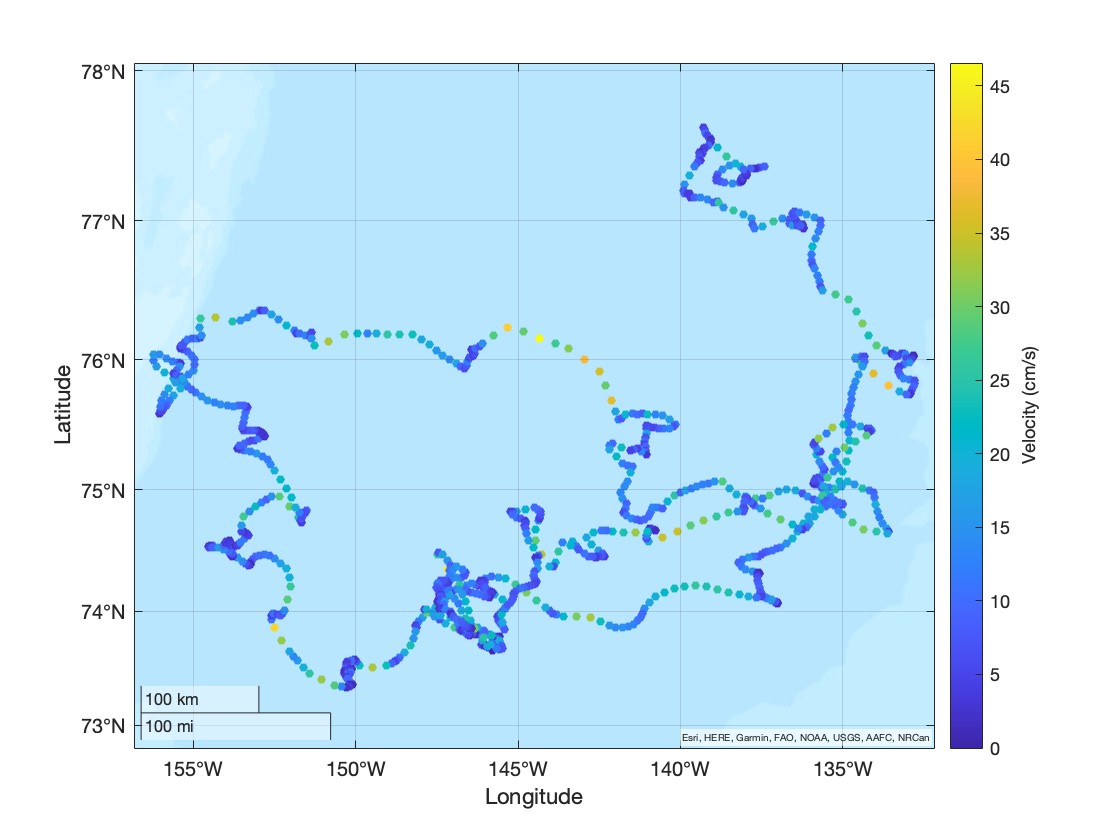 78°N
77°N
76°N
75°N
74°N
73°N
Latitude
100 km
100 mi
Esri, HERE, Garmin, FAO, NOAA, USGS, AAFC, NRCan
155°W
150°W
145°W
140°W
135°W
Longitude
45
40
35
30
25
20
15
10
5
0
Velocity (cm/s)